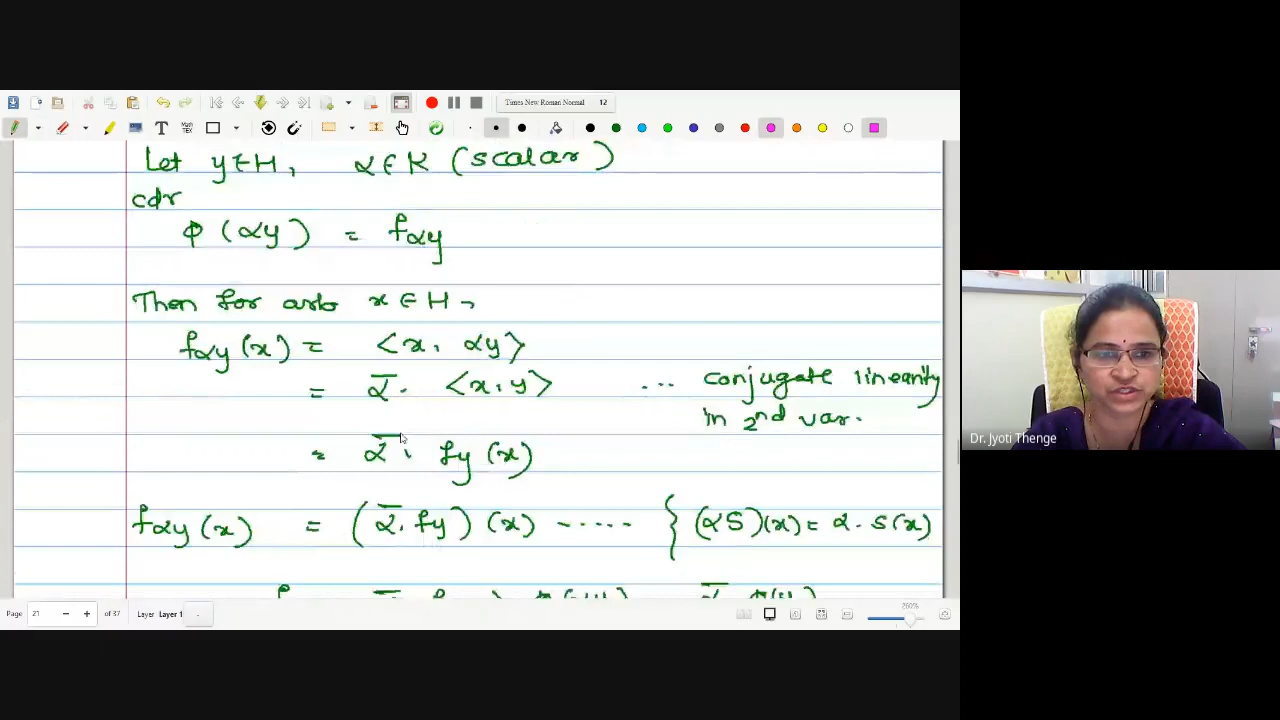 Times New Roman Normal 12
Let y ∈ H, α ∈ K (scalar)
cdr
φ (αy) = fαy
Then for arb x ∈ H,
fαy (x) = <x, αy>
= ᾱ. <x, y> ... conjugate linearity
in 2nd var.
= ᾱ . fy (x)
fαy (x) = (ᾱ. fy) (x) ..... { (αS)(x) = α. S(x)
Dr. Jyoti Thenge
Page 21 of 37 Layer Layer 1 260%